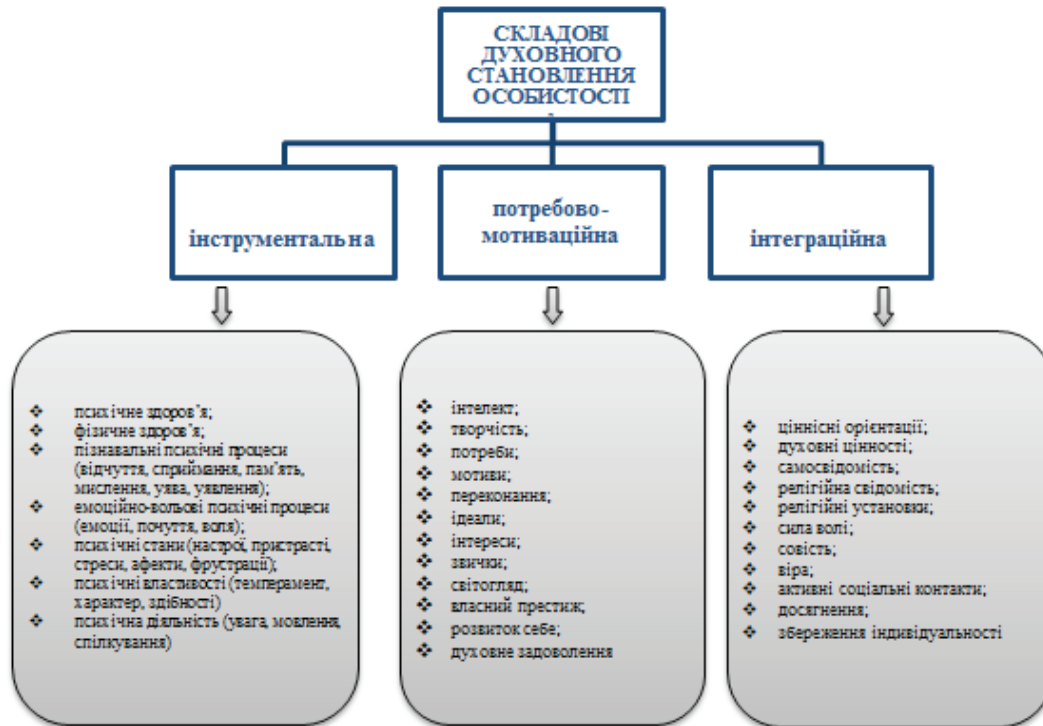 СКЛАДОВІ
ДУХОВНОГО
СТАНОВЛЕННЯ
ОСОБИСТОСТІ
.
інструментальна
потребово-
мотиваційна
інтеграційна
❖ психічне здоров’я;
❖ фізичне здоров’я;
❖ пізнавальні психічні процеси
(відчуття, сприймання, пам’ять,
мислення, уява, уявлення);
❖ емоційно-вольові психічні процеси
(емоції, почуття, воля);
❖ психічні стани (настрої, пристрасті,
стреси, афекти, фрустрації);
❖ психічні властивості (темперамент,
характер, здібності)
❖ психічна діяльність (увага, мовлення,
спілкування)
❖ інтелект;
❖ творчість;
❖ потреби;
❖ мотиви;
❖ переконання;
❖ ідеали;
❖ інтереси;
❖ звички;
❖ світогляд;
❖ власний престиж;
❖ розвиток себе;
❖ духовне задоволення
❖ ціннісні орієнтації;
❖ духовні цінності;
❖ самосвідомість;
❖ релігійна свідомість;
❖ релігійні установки;
❖ сила волі;
❖ совість;
❖ віра;
❖ активні соціальні контакти;
❖ досягнення;
❖ збереження індивідуальності